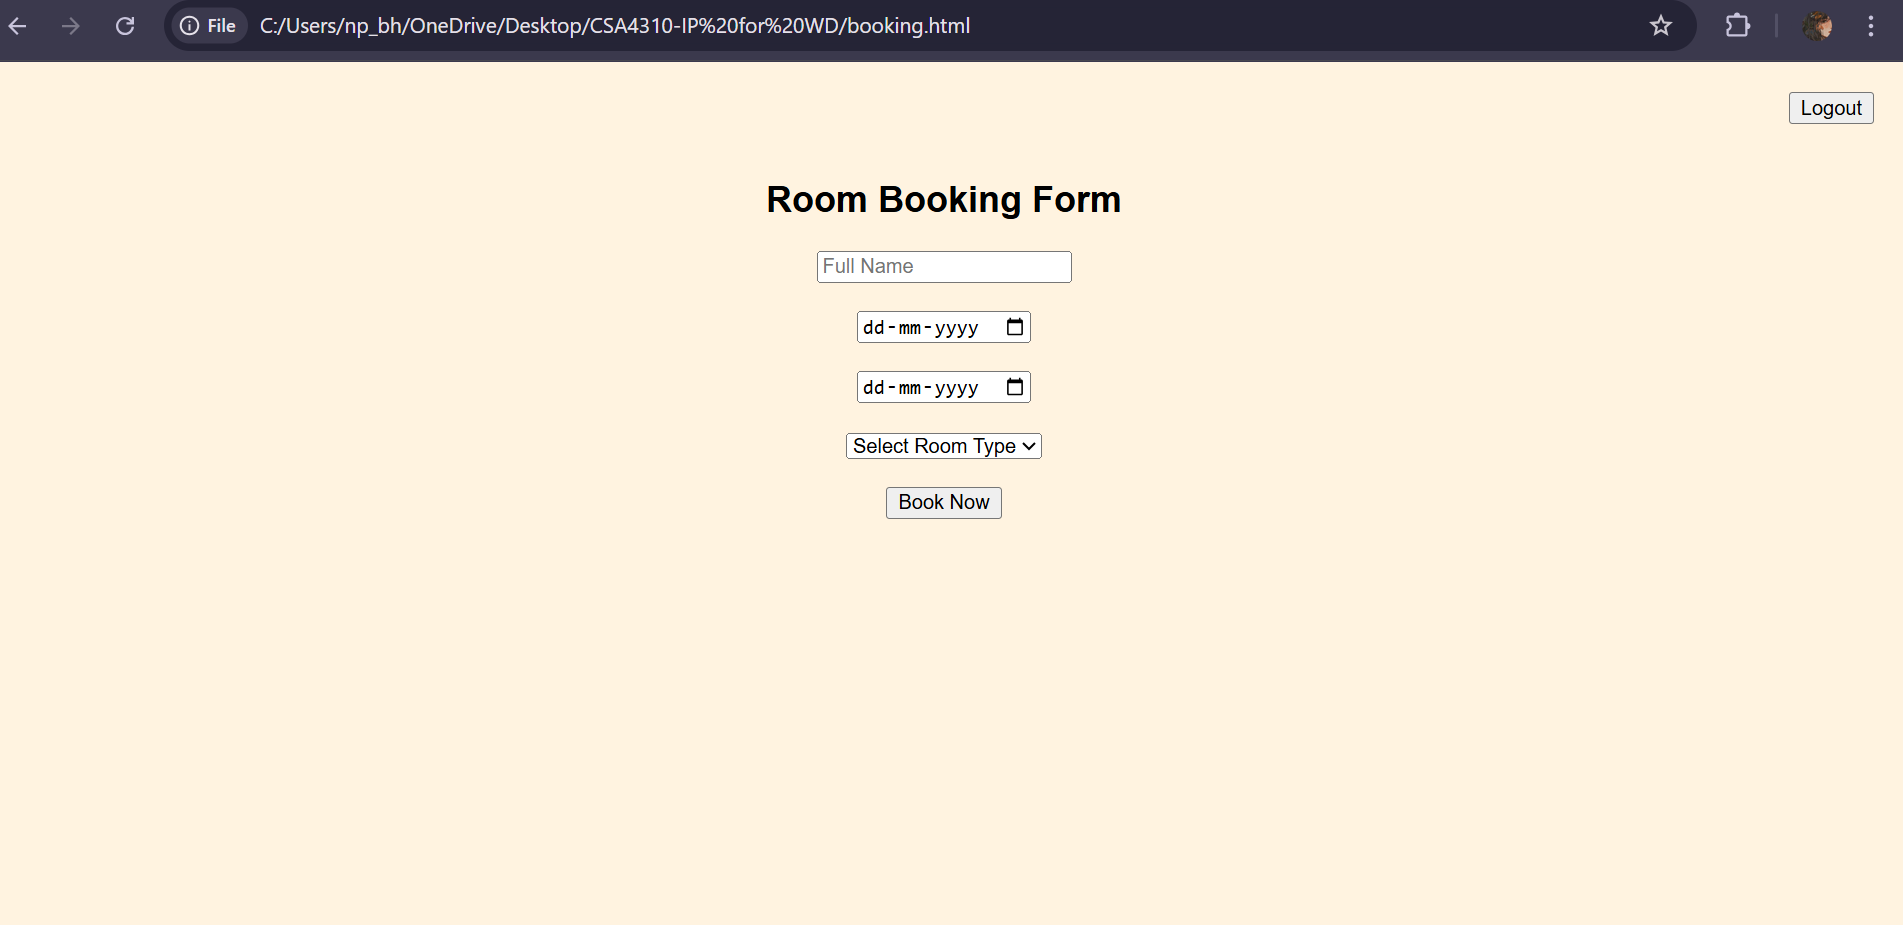 File C:/Users/np_bh/OneDrive/Desktop/CSA4310-IP%20for%20WD/booking.html
Logout
Room Booking Form
Full Name
dd-mm-yyyy
dd-mm-yyyy
Select Room Type
Book Now